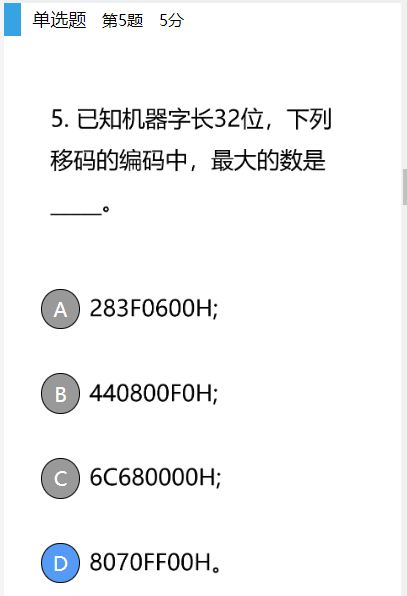 单选题 第5题 5分
5. 已知机器字长32位，下列
移码的编码中，最大的数是
_____。
A 283F0600H;
B 440800F0H;
C 6C680000H;
D 8070FF00H。